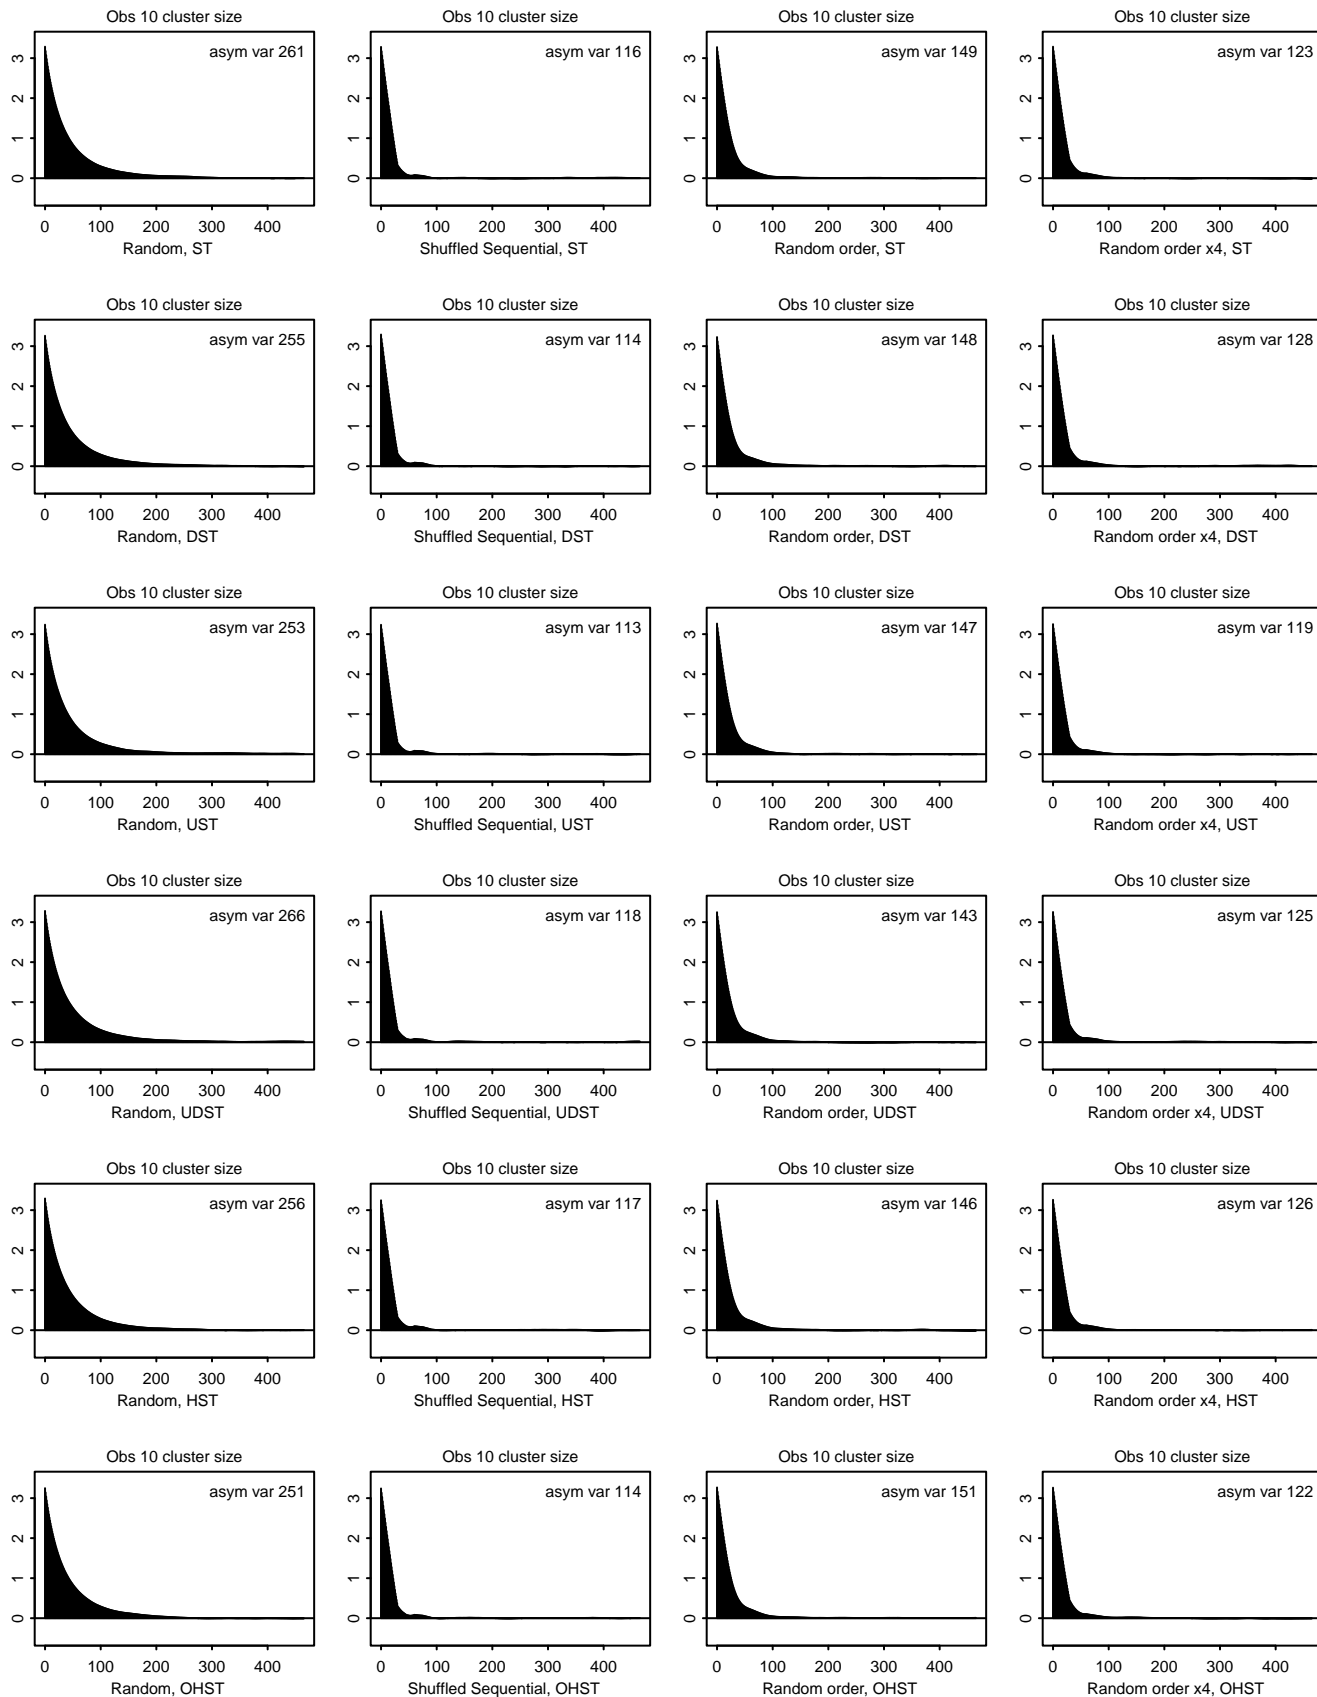 Obs 10 cluster size
asym var 261
3
2
1
0
0 100 200 300 400
Random, ST
Obs 10 cluster size
asym var 116
3
2
1
0
0 100 200 300 400
Shuffled Sequential, ST
Obs 10 cluster size
asym var 149
3
2
1
0
0 100 200 300 400
Random order, ST
Obs 10 cluster size
asym var 123
3
2
1
0
0 100 200 300 400
Random order x4, ST
Obs 10 cluster size
asym var 255
3
2
1
0
0 100 200 300 400
Random, DST
Obs 10 cluster size
asym var 114
3
2
1
0
0 100 200 300 400
Shuffled Sequential, DST
Obs 10 cluster size
asym var 148
3
2
1
0
0 100 200 300 400
Random order, DST
Obs 10 cluster size
asym var 128
3
2
1
0
0 100 200 300 400
Random order x4, DST
Obs 10 cluster size
asym var 253
3
2
1
0
0 100 200 300 400
Random, UST
Obs 10 cluster size
asym var 113
3
2
1
0
0 100 200 300 400
Shuffled Sequential, UST
Obs 10 cluster size
asym var 147
3
2
1
0
0 100 200 300 400
Random order, UST
Obs 10 cluster size
asym var 119
3
2
1
0
0 100 200 300 400
Random order x4, UST
Obs 10 cluster size
asym var 266
3
2
1
0
0 100 200 300 400
Random, UDST
Obs 10 cluster size
asym var 118
3
2
1
0
0 100 200 300 400
Shuffled Sequential, UDST
Obs 10 cluster size
asym var 143
3
2
1
0
0 100 200 300 400
Random order, UDST
Obs 10 cluster size
asym var 125
3
2
1
0
0 100 200 300 400
Random order x4, UDST
Obs 10 cluster size
asym var 256
3
2
1
0
0 100 200 300 400
Random, HST
Obs 10 cluster size
asym var 117
3
2
1
0
0 100 200 300 400
Shuffled Sequential, HST
Obs 10 cluster size
asym var 146
3
2
1
0
0 100 200 300 400
Random order, HST
Obs 10 cluster size
asym var 126
3
2
1
0
0 100 200 300 400
Random order x4, HST
Obs 10 cluster size
asym var 251
3
2
1
0
0 100 200 300 400
Random, OHST
Obs 10 cluster size
asym var 114
3
2
1
0
0 100 200 300 400
Shuffled Sequential, OHST
Obs 10 cluster size
asym var 151
3
2
1
0
0 100 200 300 400
Random order, OHST
Obs 10 cluster size
asym var 122
3
2
1
0
0 100 200 300 400
Random order x4, OHST